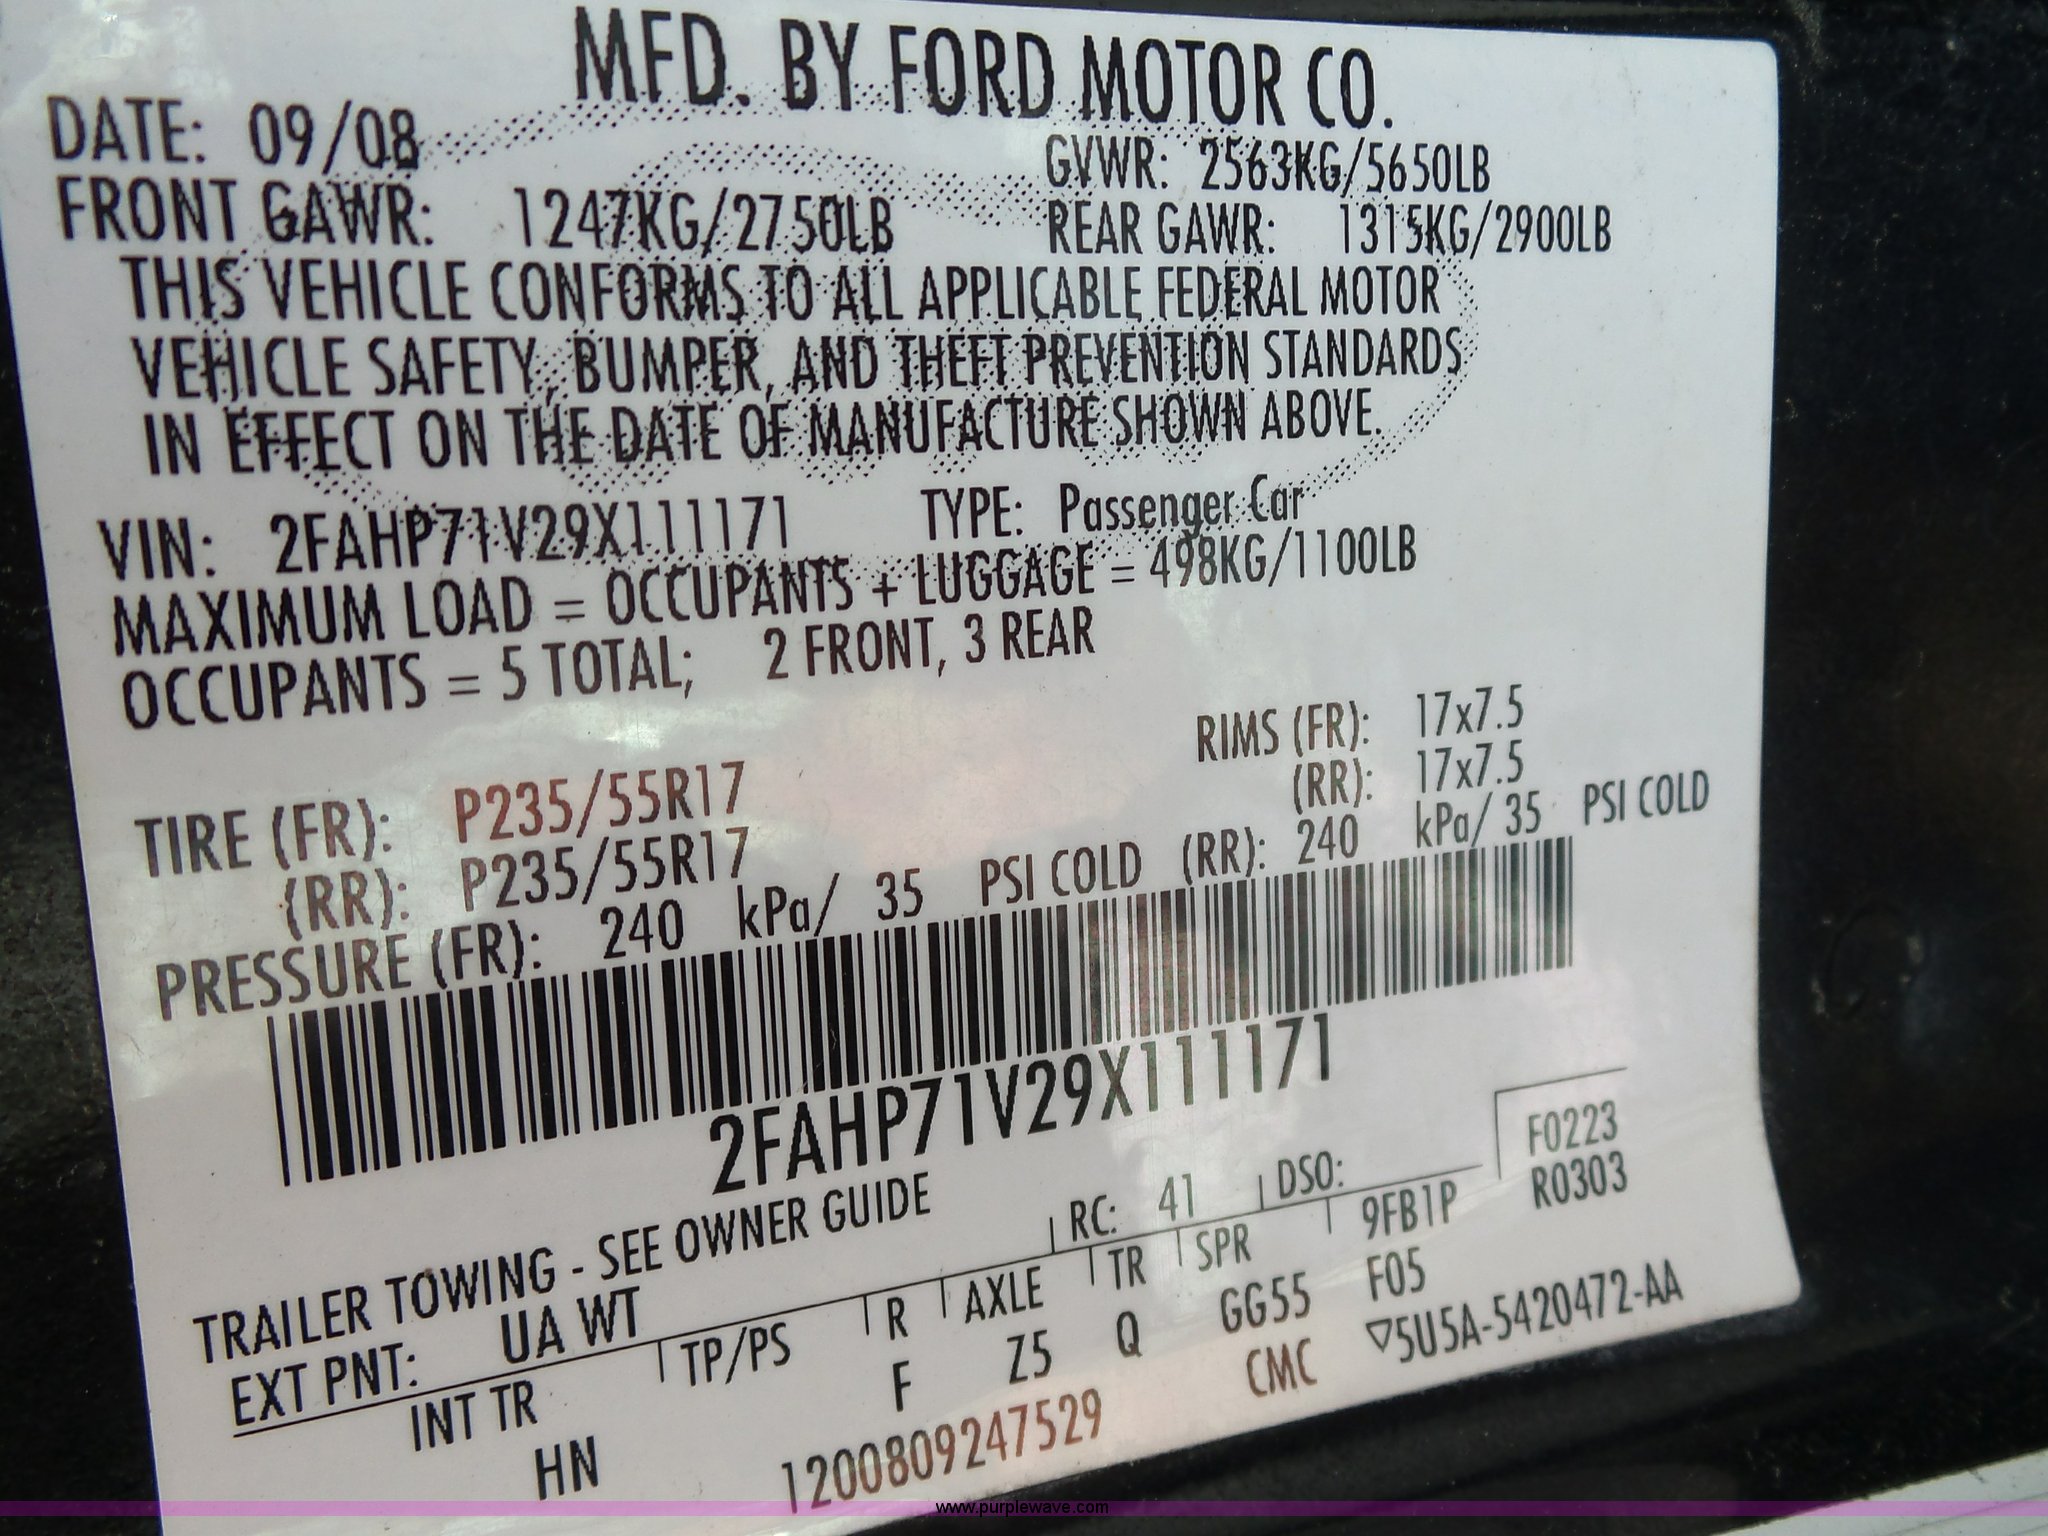 MFD. BY FORD MOTOR CO.
DATE: 09/08 GVWR: 2563KG/5650LB
FRONT GAWR: 1247KG/2750LB REAR GAWR: 1315KG/2900LB
THIS VEHICLE CONFORMS TO ALL APPLICABLE FEDERAL MOTOR
VEHICLE SAFETY, BUMPER, AND THEFT PREVENTION STANDARDS
IN EFFECT ON THE DATE OF MANUFACTURE SHOWN ABOVE.
VIN: 2FAHP71V29X111171 TYPE: Passenger Car
MAXIMUM LOAD = OCCUPANTS + LUGGAGE = 498KG/1100LB
OCCUPANTS = 5 TOTAL; 2 FRONT, 3 REAR
TIRE (FR): P235/55R17 RIMS (FR): 17x7.5
(RR): P235/55R17 (RR): 17x7.5
PRESSURE (FR): 240 kPa/ 35 PSI COLD (RR): 240 kPa/ 35 PSI COLD
2FAHP71V29X111171
TRAILER TOWING - SEE OWNER GUIDE
F0223
EXT PNT: UA WT RC: 41 DSO: R0303
INT TR TP/PS R AXLE TR SPR 9FB1P
HN F Z5 Q GG55 F05
1200809247529 CMC ▽5U5A-5420472-AA
www.purplewave.com